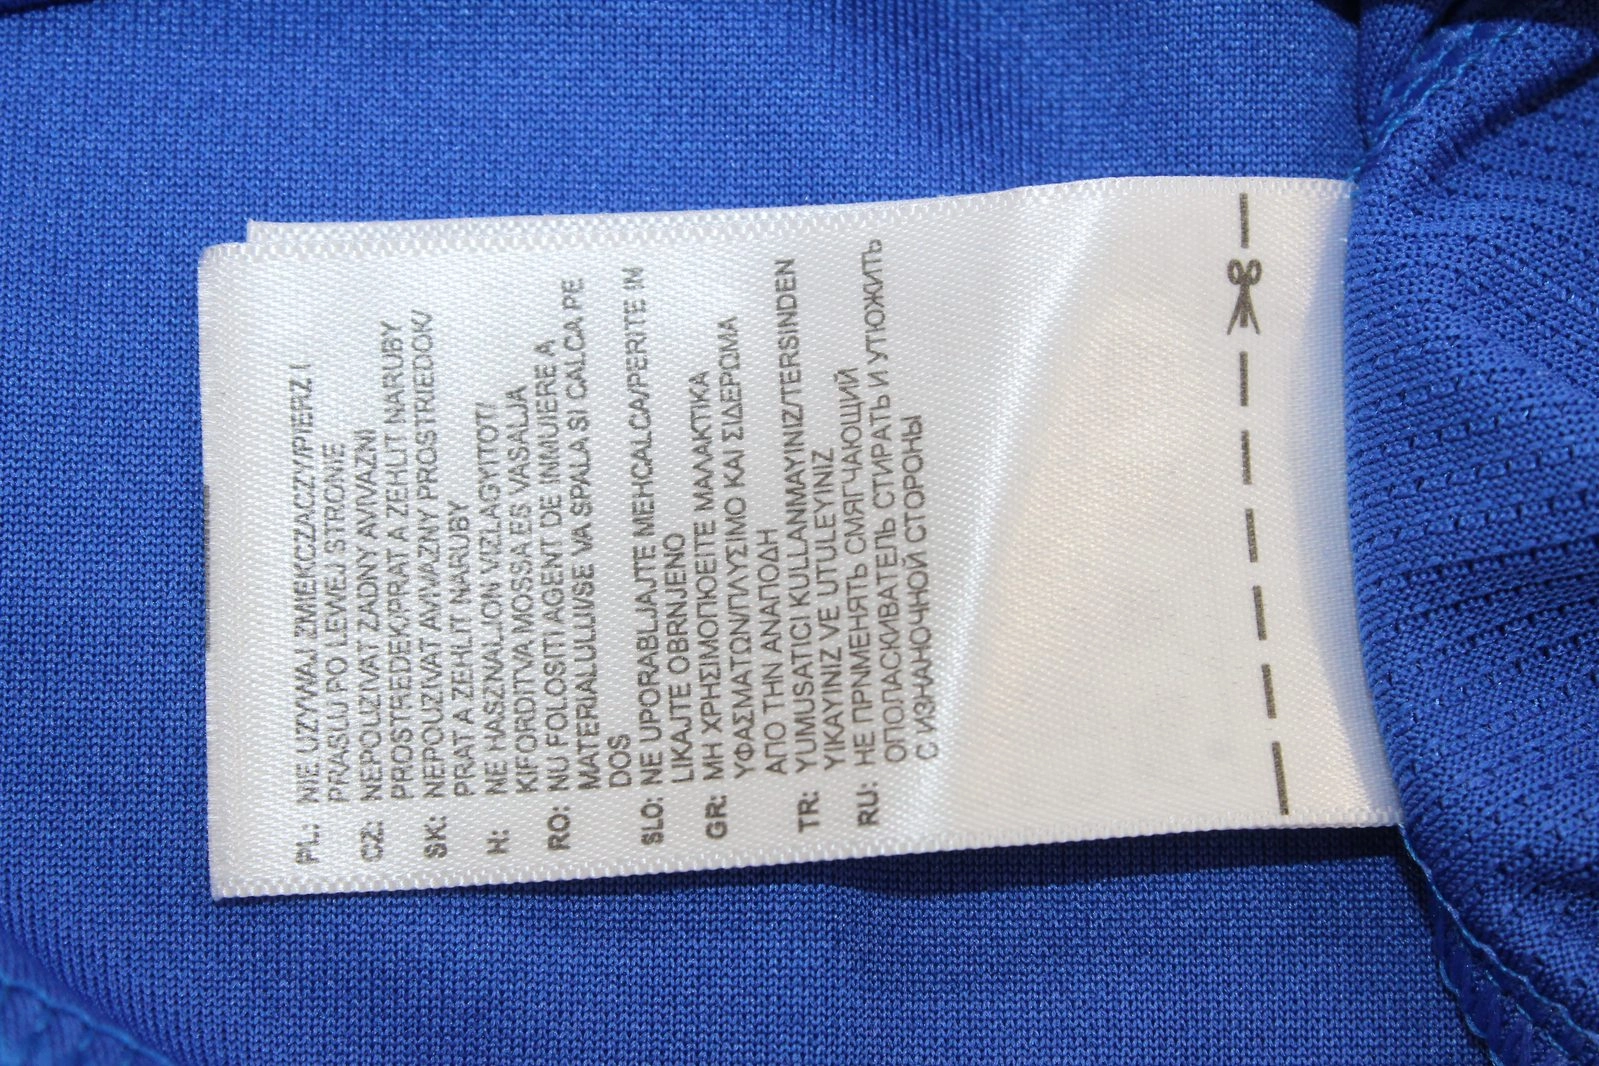 PL: NIE UZYWAJ ZMIEKCZACZY/PIERZ I
PRASUJ PO LEWEJ STRONIE
CZ: NEPOUZIVAT ZADNY AVIVAZNI
PROSTREDEK/PRAT A ZEHLIT NARUBY
SK: NEPOUZIVAT AVIVAZNY PROSTRIEDOK/
PRAT A ZEHLIT NARUBY
H: NE HASZNALJON VIZLAGYITOT/
KIFORDITVA MOSSA ES VASALJA
RO: NU FOLOSITI AGENT DE INMUIERE A
MATERIALULUI/SE VA SPALA SI CALCA PE
DOS
SLO: NE UPORABLJAJTE MEHCALCA/PERITE IN
LIKAJTE OBRNJENO
GR: ΜΗ ΧΡΗΣΙΜΟΠΟΙΕΙΤΕ ΜΑΛΑΚΤΙΚΑ
ΥΦΑΣΜΑΤΩΝ/ΠΛΥΣΙΜΟ ΚΑΙ ΣΙΔΕΡΩΜΑ
ΑΠΟ ΤΗΝ ΑΝΑΠΟΔΗ
TR: YUMUSATICI KULLANMAYINIZ/TERSINDEN
YIKAYINIZ VE UTULEYINIZ
RU: НЕ ПРИМЕНЯТЬ СМЯГЧАЮЩИЙ
ОПОЛАСКИВАТЕЛЬ СТИРАТЬ И УТЮЖИТЬ
С ИЗНАНОЧНОЙ СТОРОНЫ